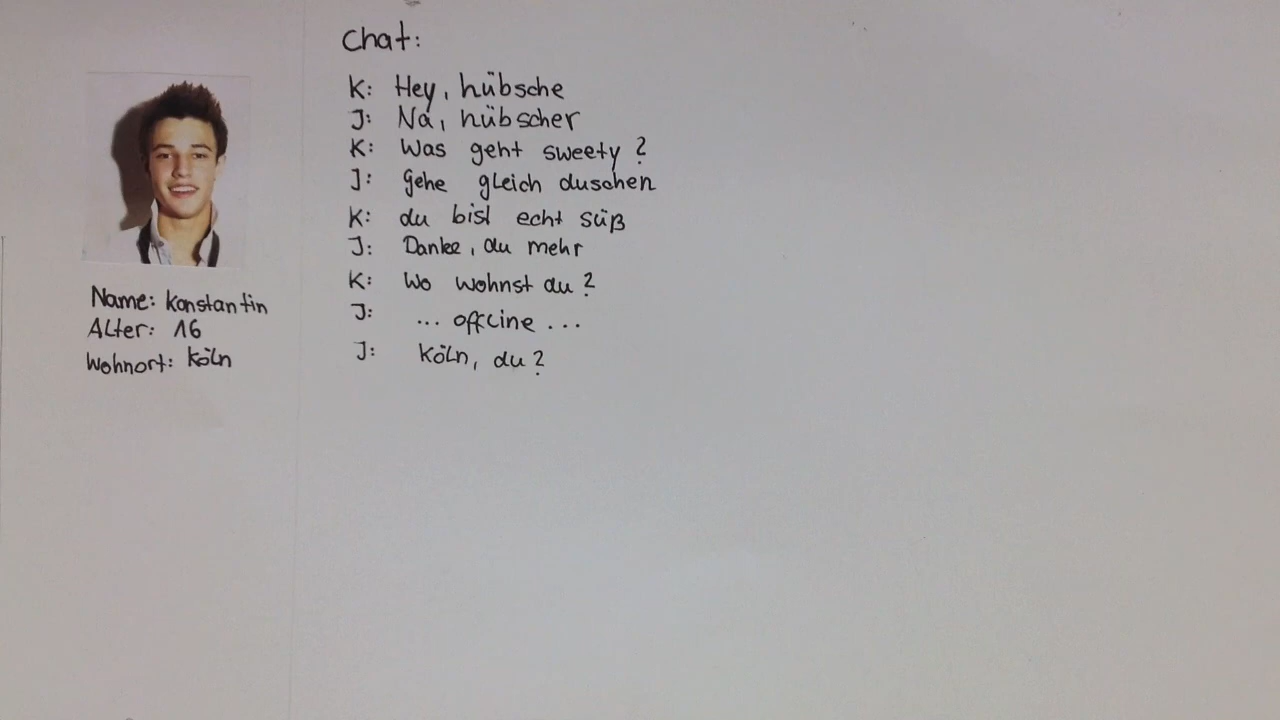 Chat:
K: Hey, hübsche
J: Na, hübscher
K: Was geht sweety?
J: Gehe gleich duschen
K: du bist echt süß
J: Danke, du mehr
K: Wo wohnst du?
J: ... offline ...
J: Köln, du?
Name: Konstantin
Alter: 16
Wohnort: Köln